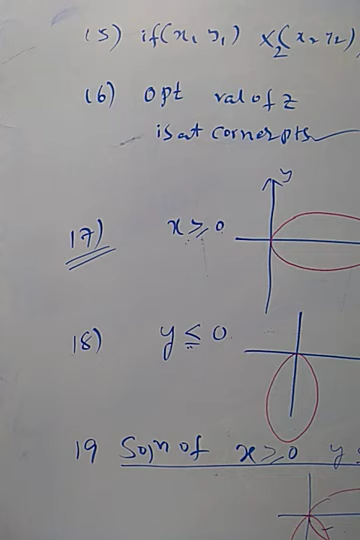 15) if(x₁ y₁) x₂(x₂ y₂)
16) opt val of z
is at corner pts
y
17) x ≥ 0
18) y ≤ 0
19 Soln of x ≥ 0 y